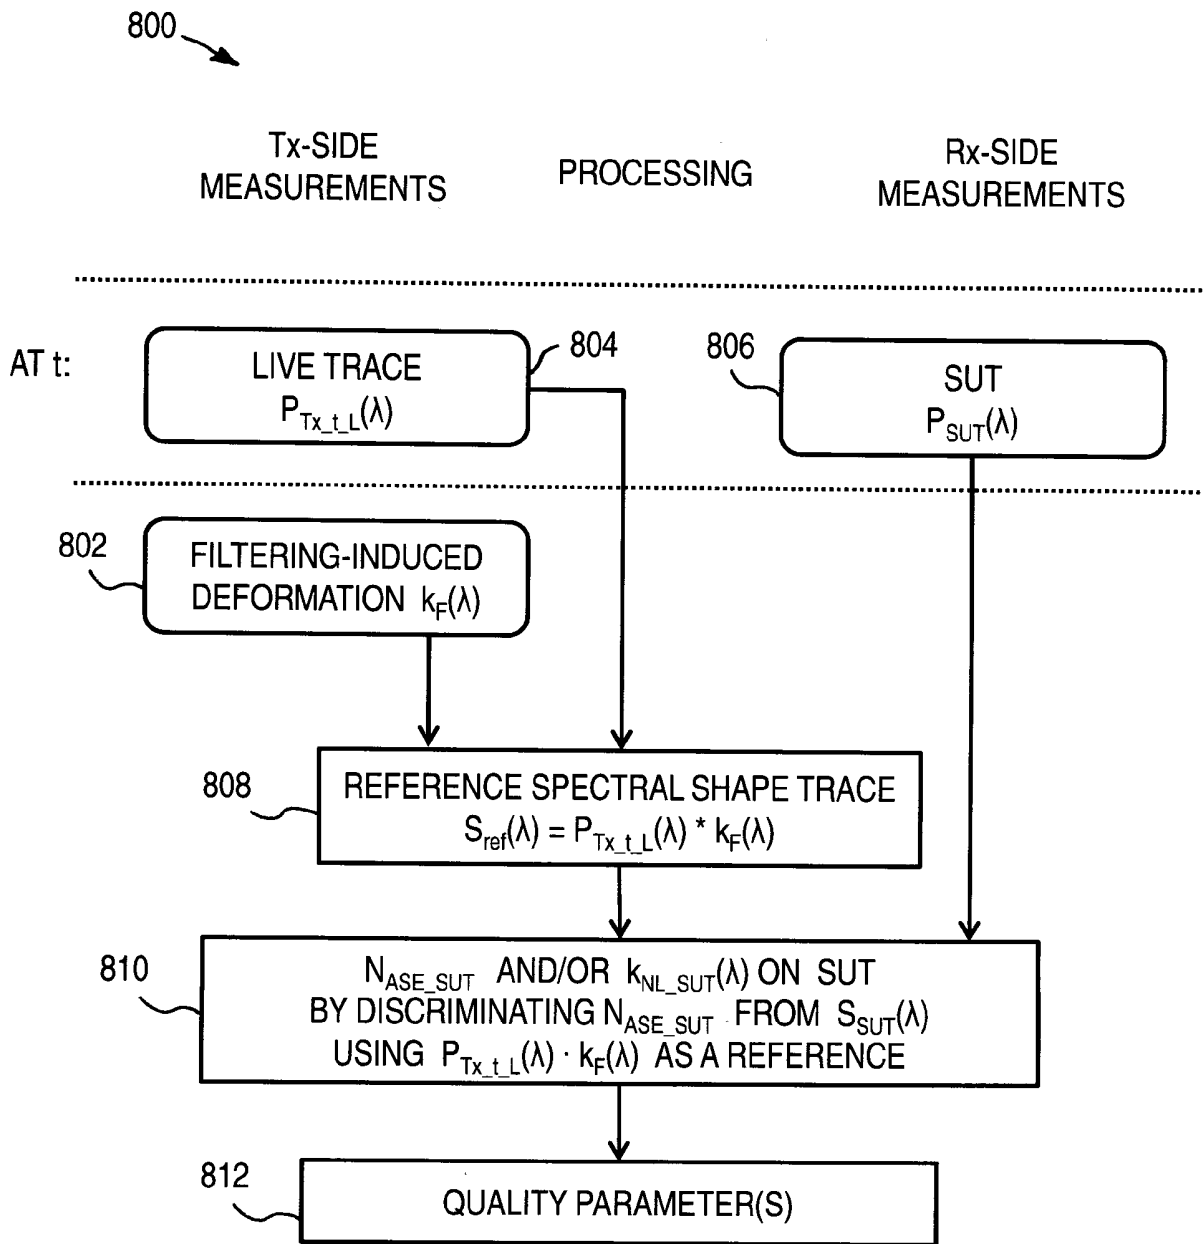 800
Tx-SIDE
MEASUREMENTS
PROCESSING
Rx-SIDE
MEASUREMENTS
AT t:
LIVE TRACE
P_{Tx_t_L}(λ)
804
806
SUT
P_{SUT}(λ)
802
FILTERING-INDUCED
DEFORMATION k_F(λ)
808
REFERENCE SPECTRAL SHAPE TRACE
S_{ref}(λ) = P_{Tx_t_L}(λ) * k_F(λ)
810
N_{ASE_SUT} AND/OR k_{NL_SUT}(λ) ON SUT
BY DISCRIMINATING N_{ASE_SUT} FROM S_{SUT}(λ)
USING P_{Tx_t_L}(λ) · k_F(λ) AS A REFERENCE
812
QUALITY PARAMETER(S)